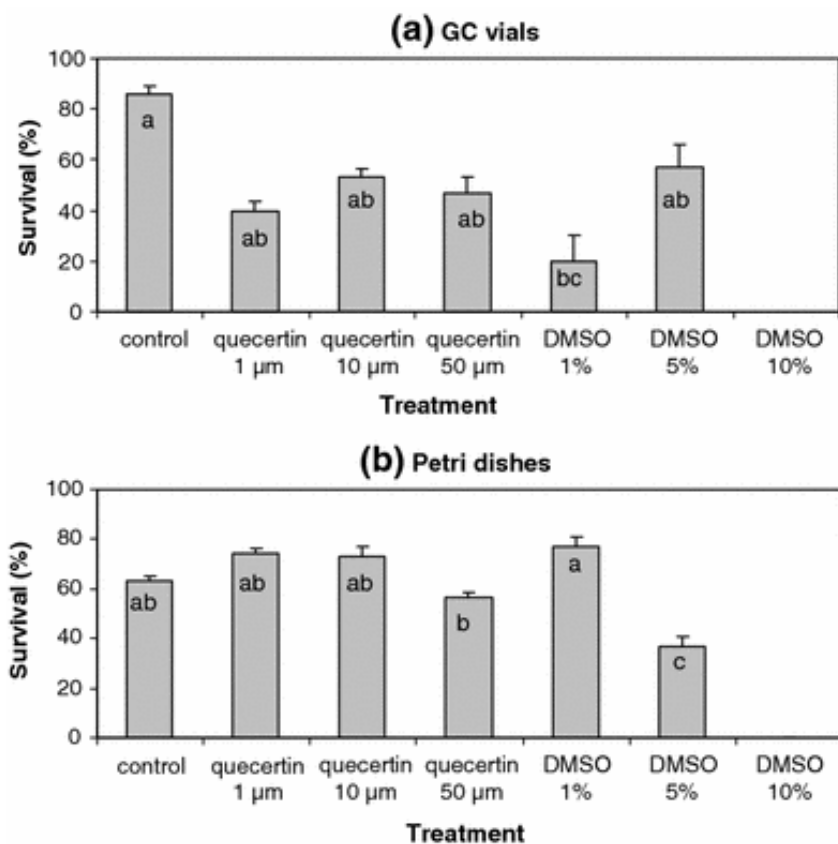 (a) GC vials
100
80
60
40
20
0
Survival (%)
a
ab
ab
ab
bc
ab
control
quecertin
1 µm
quecertin
10 µm
quecertin
50 µm
DMSO
1%
DMSO
5%
DMSO
10%
Treatment
(b) Petri dishes
100
80
60
40
80
0
Survival (%)
ab
ab
ab
b
a
c
control
quecertin
1 µm
quecertin
10 µm
quecertin
50 µm
DMSO
1%
DMSO
5%
DMSO
10%
Treatment